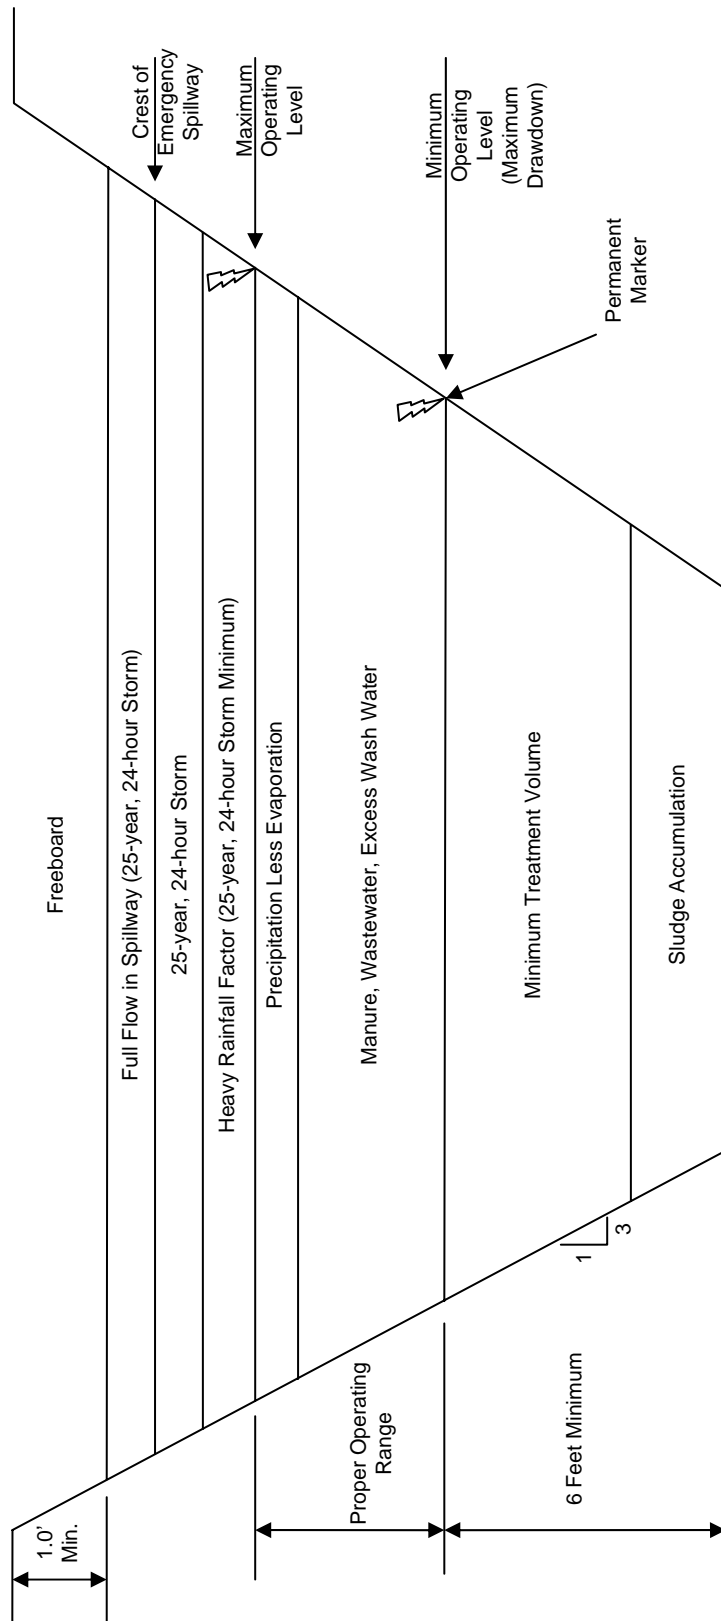 Crest of
Emergency
Spillway
Maximum
Operating
Level
Minimum
Operating
Level
(Maximum
Drawdown)
Permanent
Marker
Freeboard
Full Flow in Spillway (25-year, 24-hour Storm)
25-year, 24-hour Storm
Heavy Rainfall Factor (25-year, 24-hour Storm Minimum)
Precipitation Less Evaporation
Manure, Wastewater, Excess Wash Water
Minimum Treatment Volume
Sludge Accumulation
1
3
1.0'
Min.
Proper Operating
Range
6 Feet Minimum